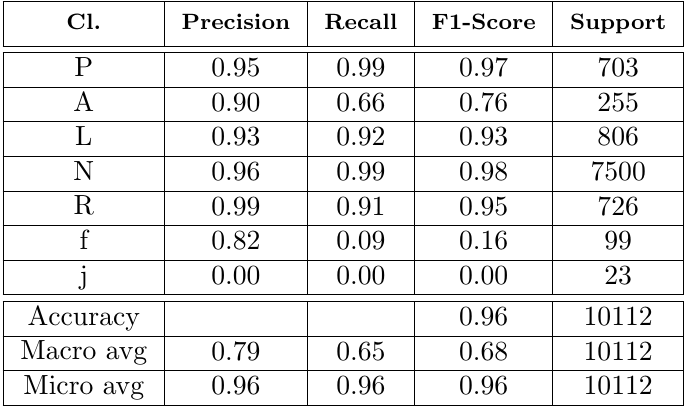 Cl. Precision Recall F1-Score Support
P 0.95 0.99 0.97 703
A 0.90 0.66 0.76 255
L 0.93 0.92 0.93 806
N 0.96 0.99 0.98 7500
R 0.99 0.91 0.95 726
f 0.82 0.09 0.16 99
j 0.00 0.00 0.00 23
Accuracy 0.96 10112
Macro avg 0.79 0.65 0.68 10112
Micro avg 0.96 0.96 0.96 10112